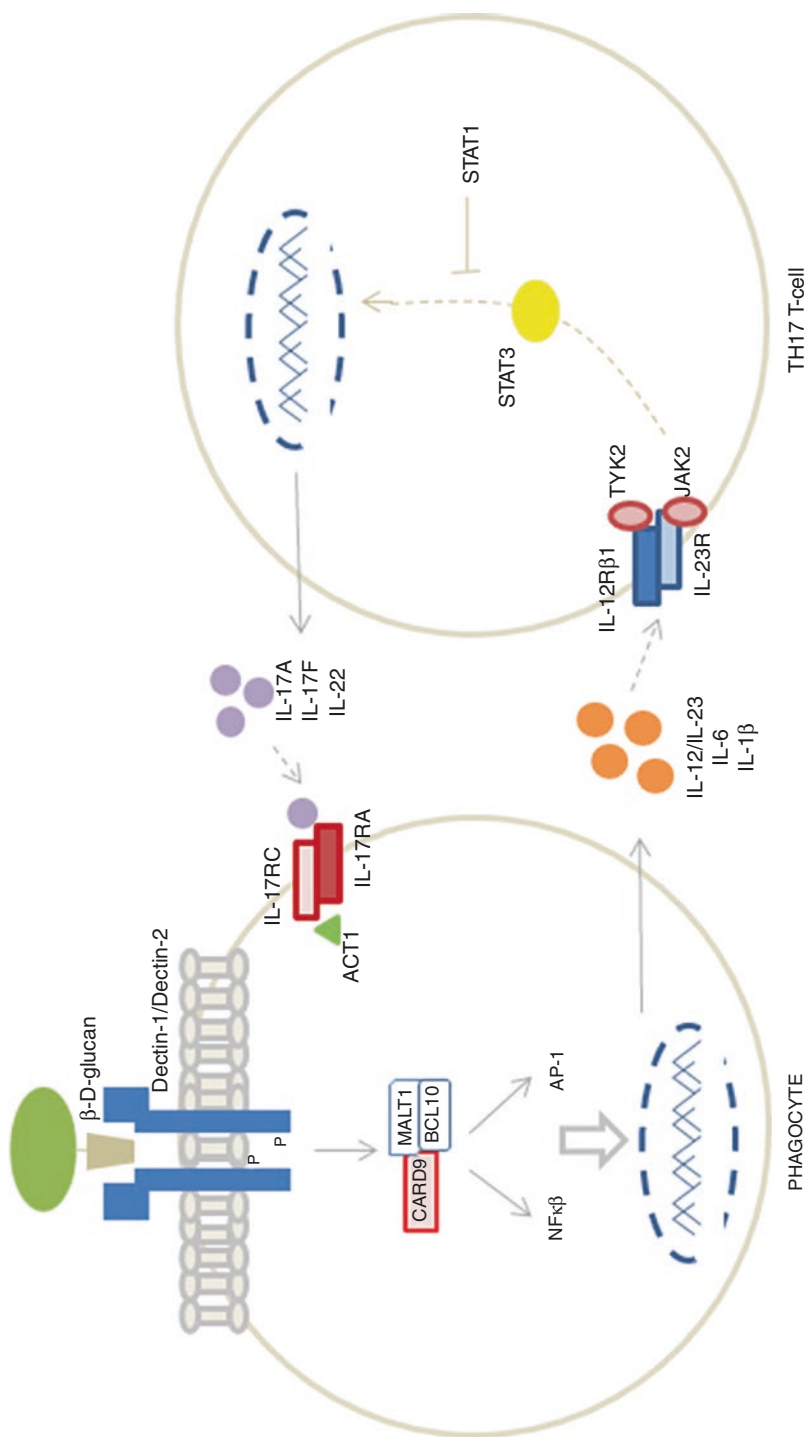 β-D-glucan
Dectin-1/Dectin-2
P
P
MALT1
BCL10
CARD9
NFκβ
AP-1
PHAGOCYTE
IL-17RC
IL-17RA
ACT1
IL-17A
IL-17F
IL-22
IL-12/IL-23
IL-6
IL-1β
IL-12Rβ1
IL-23R
TYK2
JAK2
STAT3
STAT1
TH17 T-cell